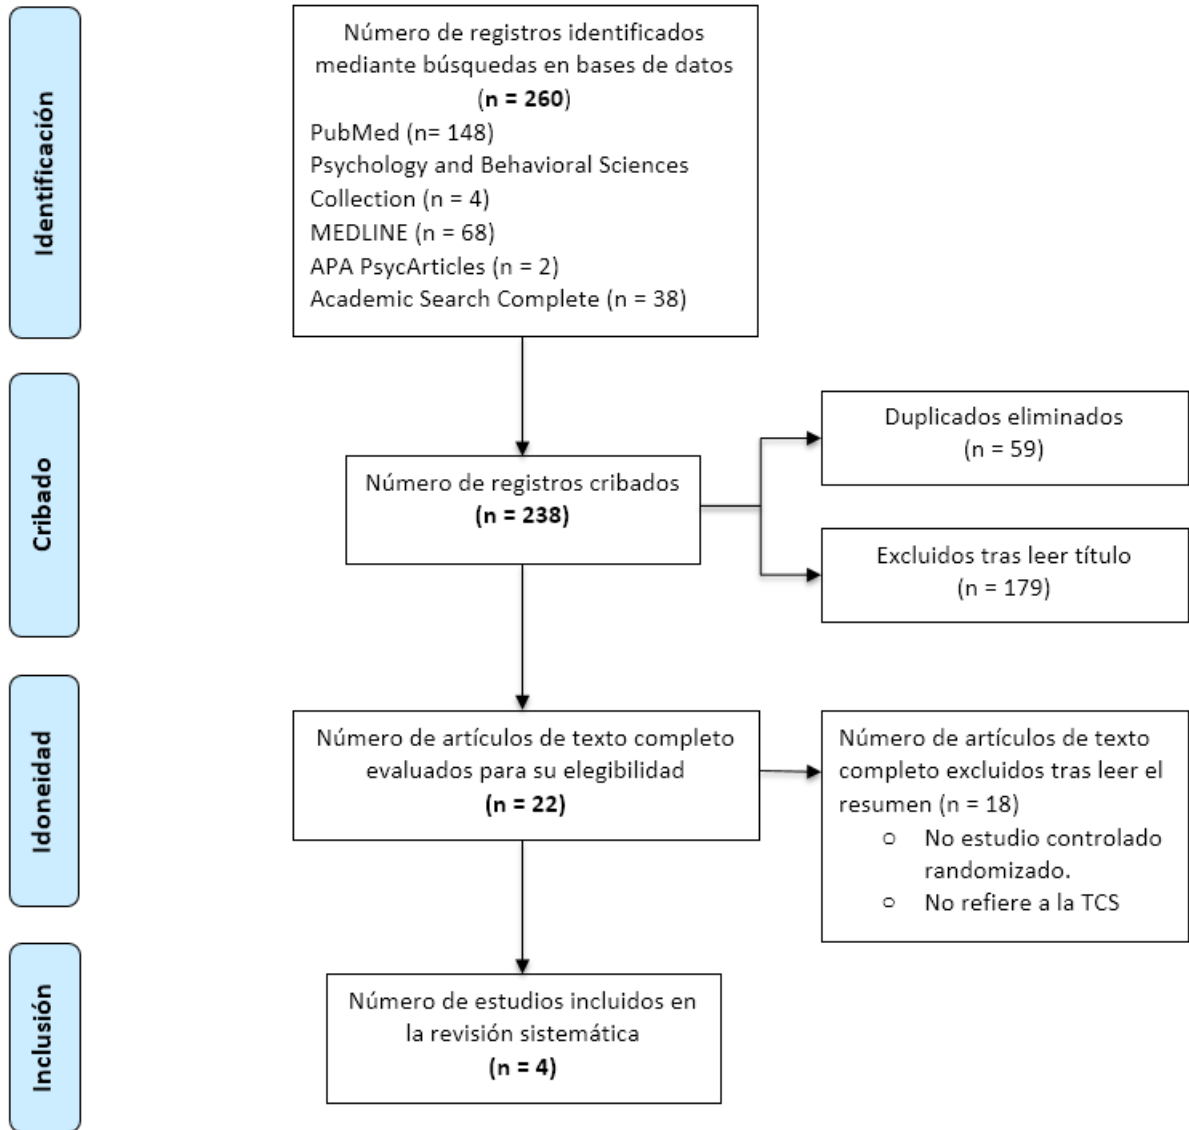 Identificación
Número de registros identificados
mediante búsquedas en bases de datos
(n = 260)
PubMed (n= 148)
Psychology and Behavioral Sciences
Collection (n = 4)
MEDLINE (n = 68)
APA PsycArticles (n = 2)
Academic Search Complete (n = 38)
Cribado
Número de registros cribados
(n = 238)
Duplicados eliminados
(n = 59)
Excluidos tras leer título
(n = 179)
Idoneidad
Número de artículos de texto completo
evaluados para su elegibilidad
(n = 22)
Número de artículos de texto
completo excluidos tras leer el
resumen (n = 18)
o No estudio controlado
randomizado.
o No refiere a la TCS
Inclusión
Número de estudios incluidos en
la revisión sistemática
(n = 4)